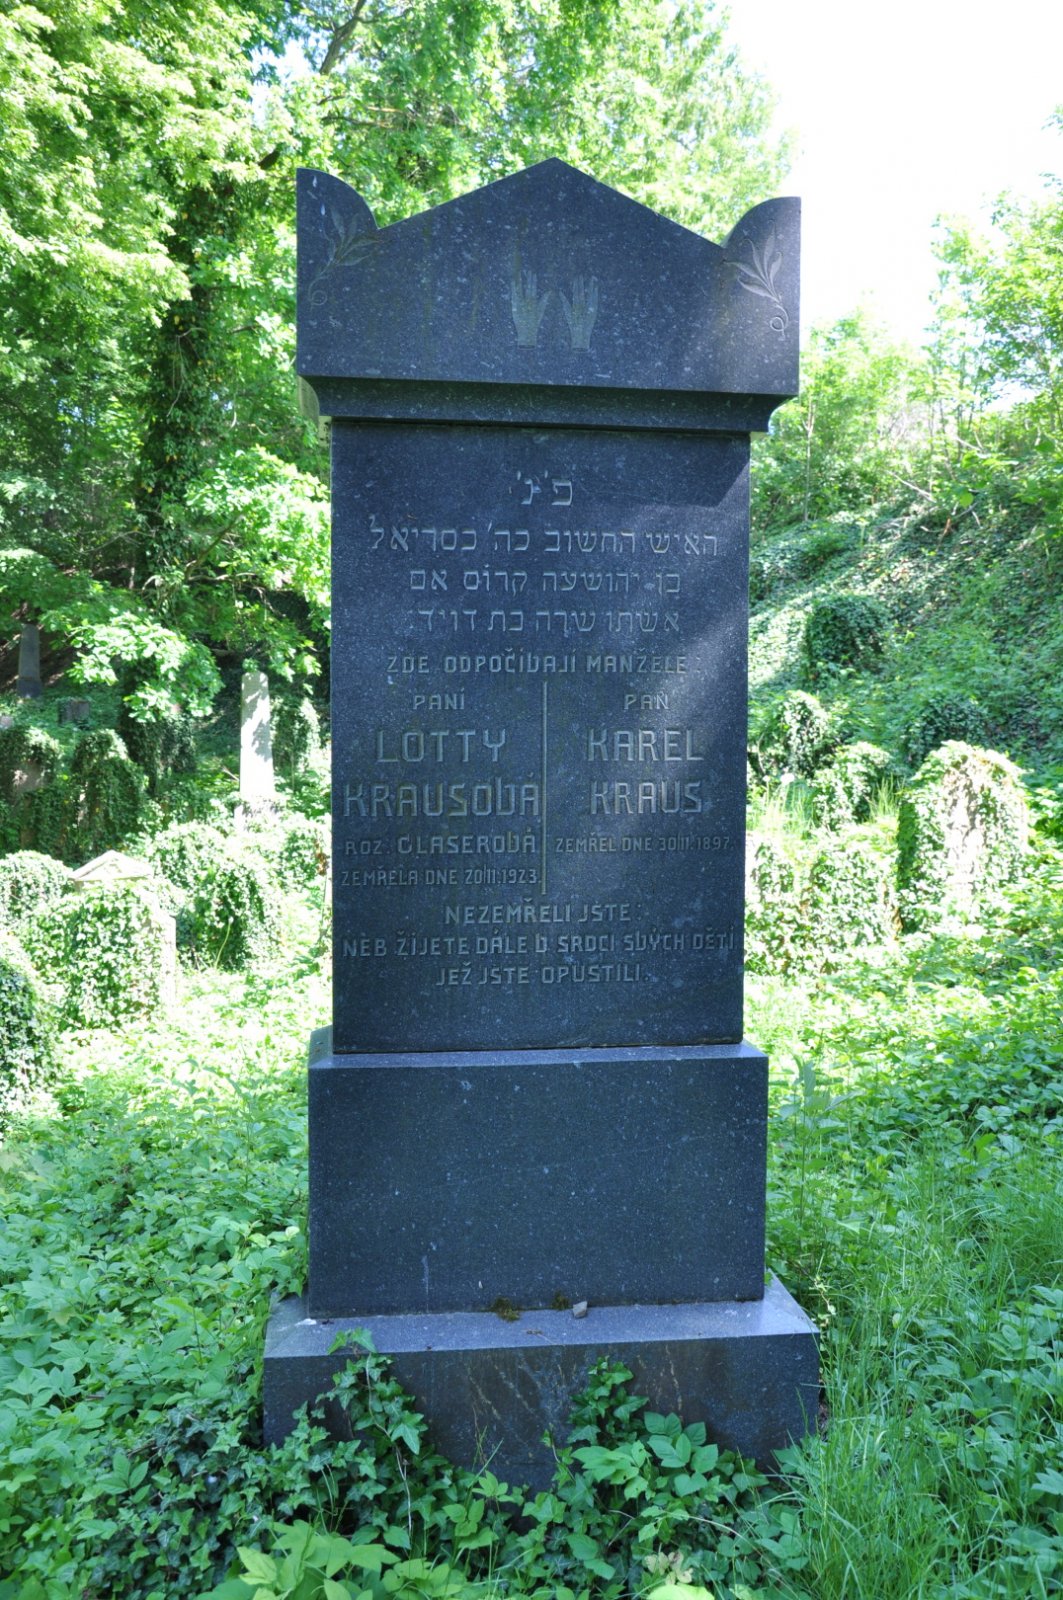 פ״נ׳
האיש החשוב כה׳ כסריאל
בן יהושעה קרוס אם
אשתו שרה כת דויד:
ZDE ODPOČÍVAJÍ MANŽELÉ:
PANÍ
LOTTY
KRAUSOVÁ
ROZ. GLASEROVÁ
ZEMŘELA DNE 20/11.1923.
PAN
KAREL
KRAUS
ZEMŘEL DNE 30/11.1897.
NEZEMŘELI JSTE:
NEB ŽIJETE DÁLE V SRDCI SVÝCH DĚTÍ
JEŽ JSTE OPUSTILI.